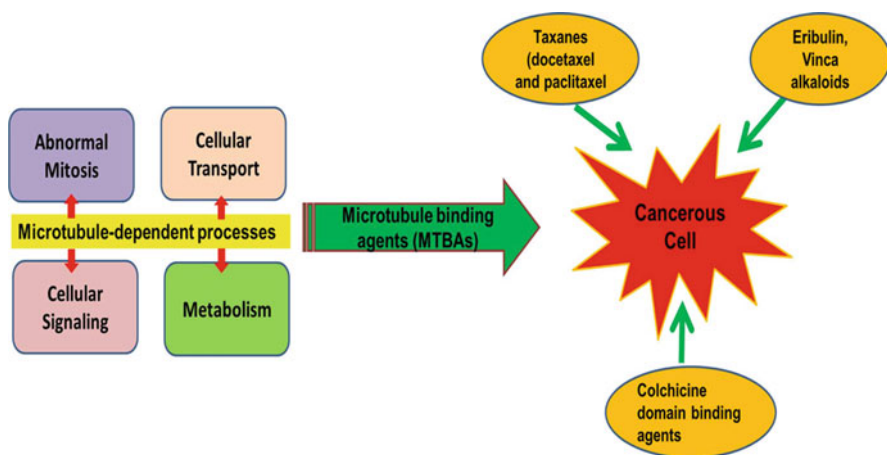 Abnormal
Mitosis
Cellular
Transport
Microtubule-dependent processes
Cellular
Signaling
Metabolism
Microtubule binding
agents (MTBAs)
Taxanes
(docetaxel
and paclitaxel
Eribulin,
Vinca
alkaloids
Cancerous
Cell
Colchicine
domain binding
agents